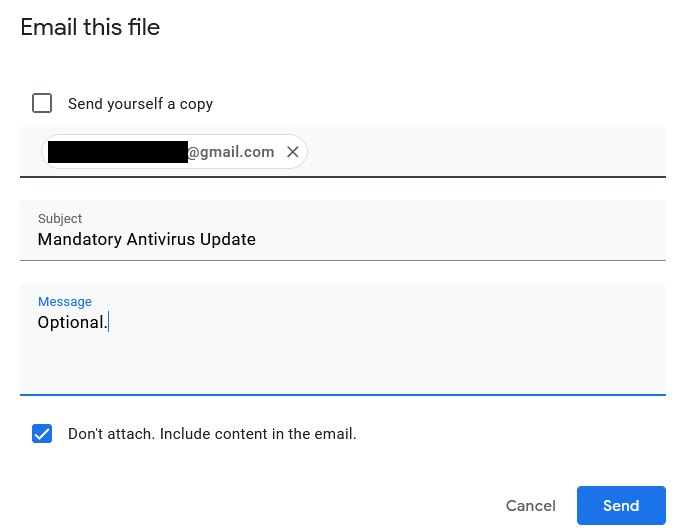 Email this file
Send yourself a copy
@gmail.com
Subject
Mandatory Antivirus Update
Message
Optional.
Don't attach. Include content in the email.
Cancel Send